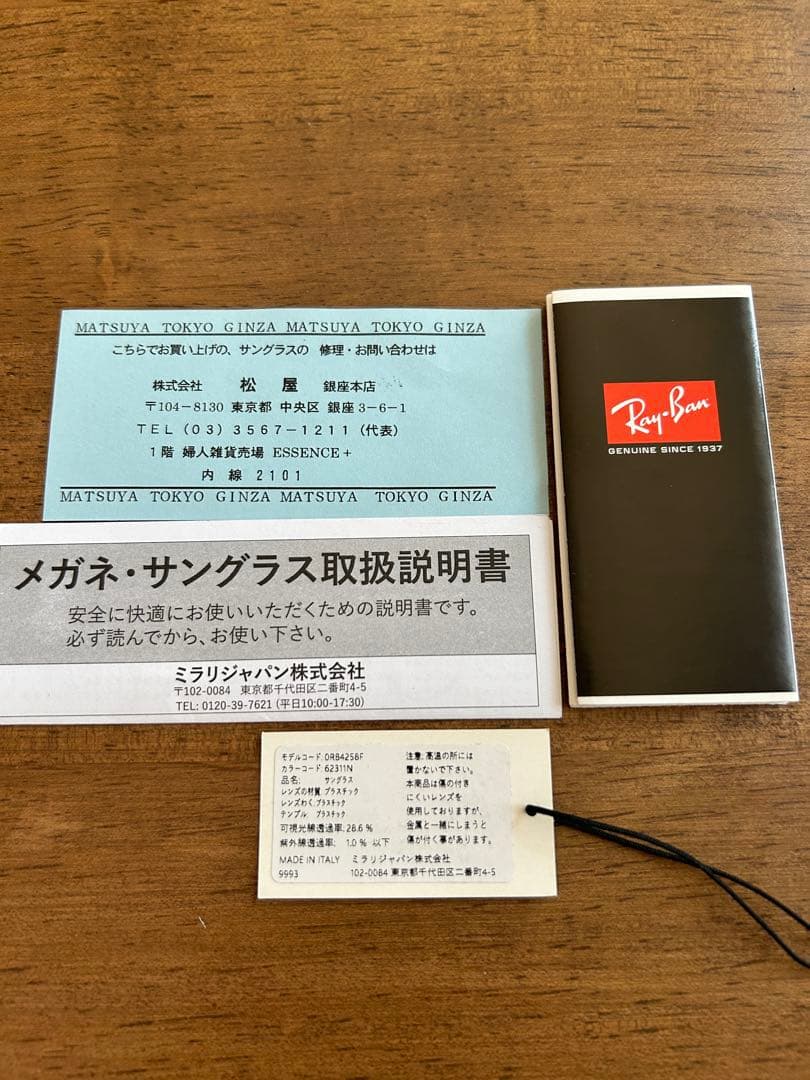 MATSUYA TOKYO GINZA MATSUYA TOKYO GINZA
こちらでお買い上げの、サングラスの 修理・お問い合わせは
株式会社 松 屋 銀座本店
〒104-8130 東京都 中央区 銀座 3-6-1
TEL (03) 3567-1211 (代表)
1階 婦人雑貨売場 ESSENCE+
内 線 2101
MATSUYA TOKYO GINZA MATSUYA TOKYO GINZA
Ray-Ban
GENUINE SINCE 1937
メガネ・サングラス取扱説明書
安全に快適にお使いいただくための説明書です。
必ず読んでから、お使い下さい。
ミラリジャパン株式会社
〒102-0084 東京都千代田区二番町4-5
TEL: 0120-39-7621 (平日10:00-17:30)
モデルコード: 0RB4258F
カラーコード: 62311N
品名: サングラス
レンズの材質 プラスチック
レンズわく: プラスチック
テンプル: プラスチック
可視光線透過率: 28.6 %
紫外線透過率: 1.0 % 以下
MADE IN ITALY ミラリジャパン株式会社
9993 102-0084 東京都千代田区二番町4-5
注意: 高温の所には
置かないで下さい。
本商品は傷の付き
にくいレンズを
使用しておりますが、
金属と一緒にしまうと
傷が付く事があります。